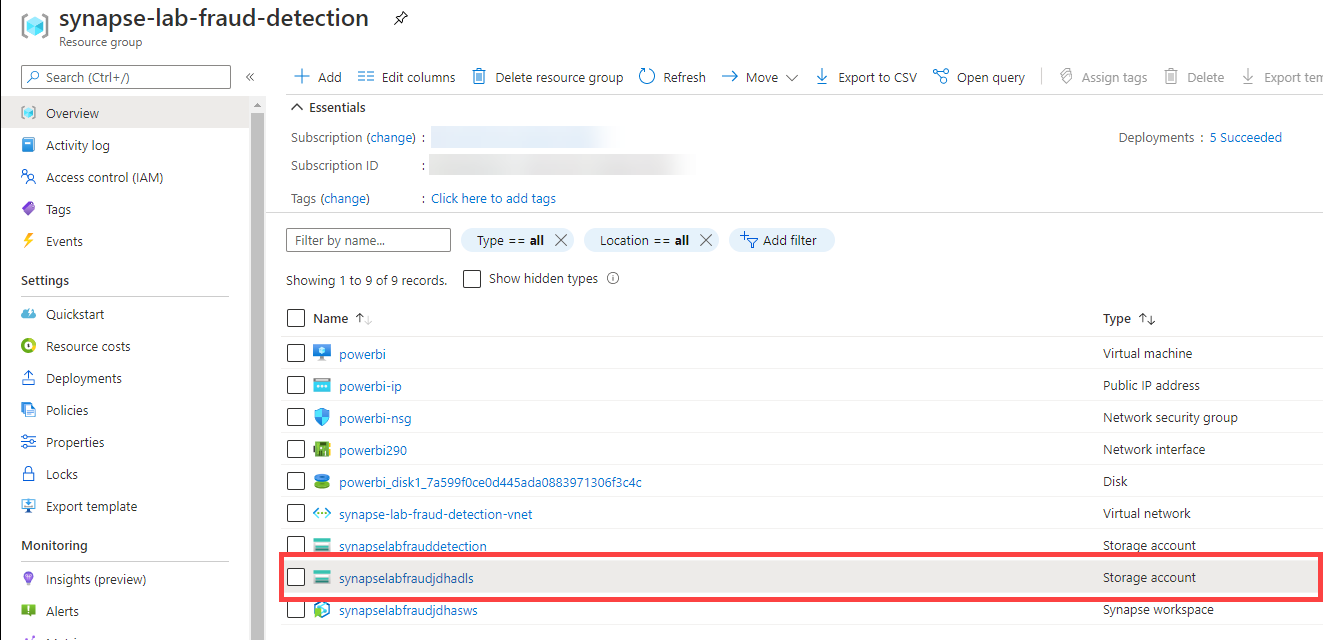 synapse-lab-fraud-detection
Resource group
Search (Ctrl+/)
«
Add
Edit columns
Delete resource group
Refresh
Move
Export to CSV
Open query
Assign tags
Delete
Export
Overview
Activity log
Access control (IAM)
Tags
Events
Settings
Quickstart
Resource costs
Deployments
Policies
Properties
Locks
Export template
Monitoring
Insights (preview)
Alerts
Essentials
Subscription (change) :
Subscription ID :
Tags (change) : Click here to add tags
Deployments : 5 Succeeded
Filter by name...
Type == all
Location == all
Add filter
Showing 1 to 9 of 9 records.
Show hidden types
Name Type
powerbi Virtual machine
powerbi-ip Public IP address
powerbi-nsg Network security group
powerbi290 Network interface
powerbi_disk1_7a599f0ce0d445ada0883971306f3c4c Disk
synapse-lab-fraud-detection-vnet Virtual network
synapselabfrauddetection Storage account
synapselabfraudjdhadls Storage account
synapselabfraudjdhasws Synapse workspace